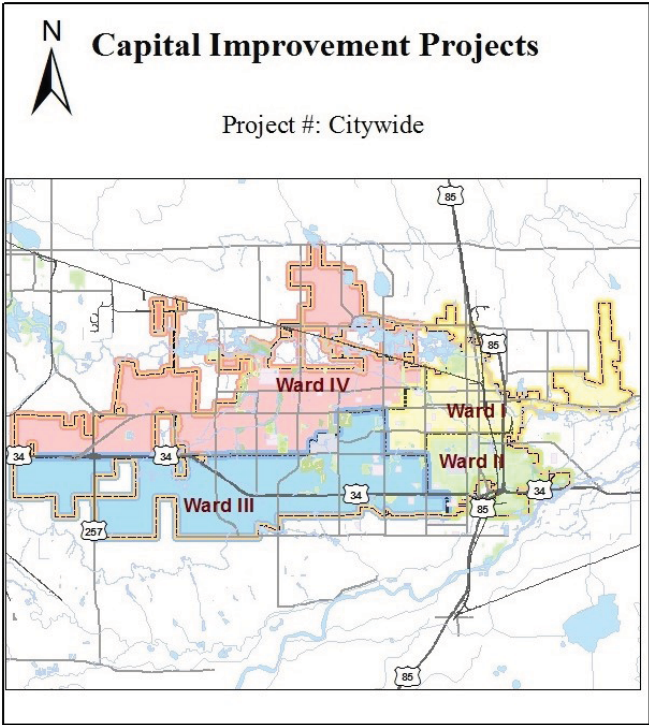 N
Capital Improvement Projects
Project #: Citywide
85
85
Ward IV
Ward I
34
34
Ward II
34
34
Ward III
85
257
85